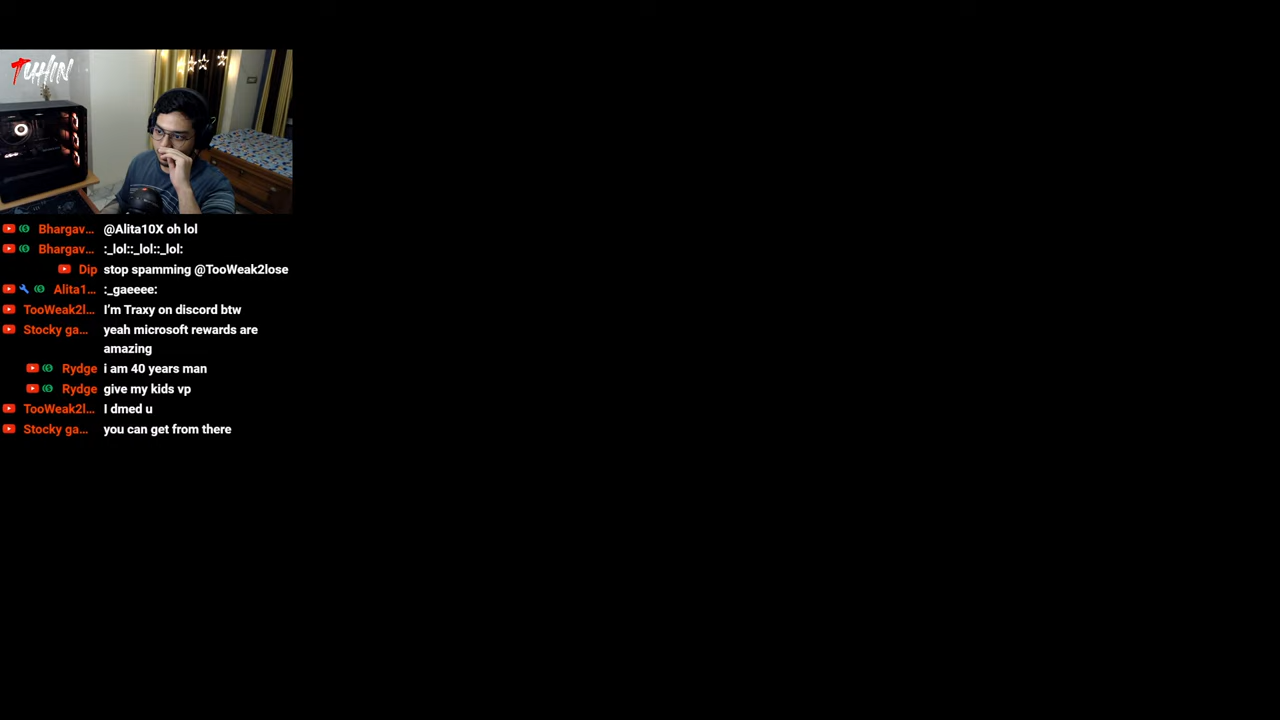 TUHIN
Bhargav... @Alita10X oh lol
Bhargav... :_lol::_lol::_lol:
Dip stop spamming @TooWeak2lose
Alita1... :_gaeeee:
TooWeak2l... I'm Traxy on discord btw
Stocky ga... yeah microsoft rewards are
amazing
Rydge i am 40 years man
Rydge give my kids vp
TooWeak2l... I dmed u
Stocky ga... you can get from there